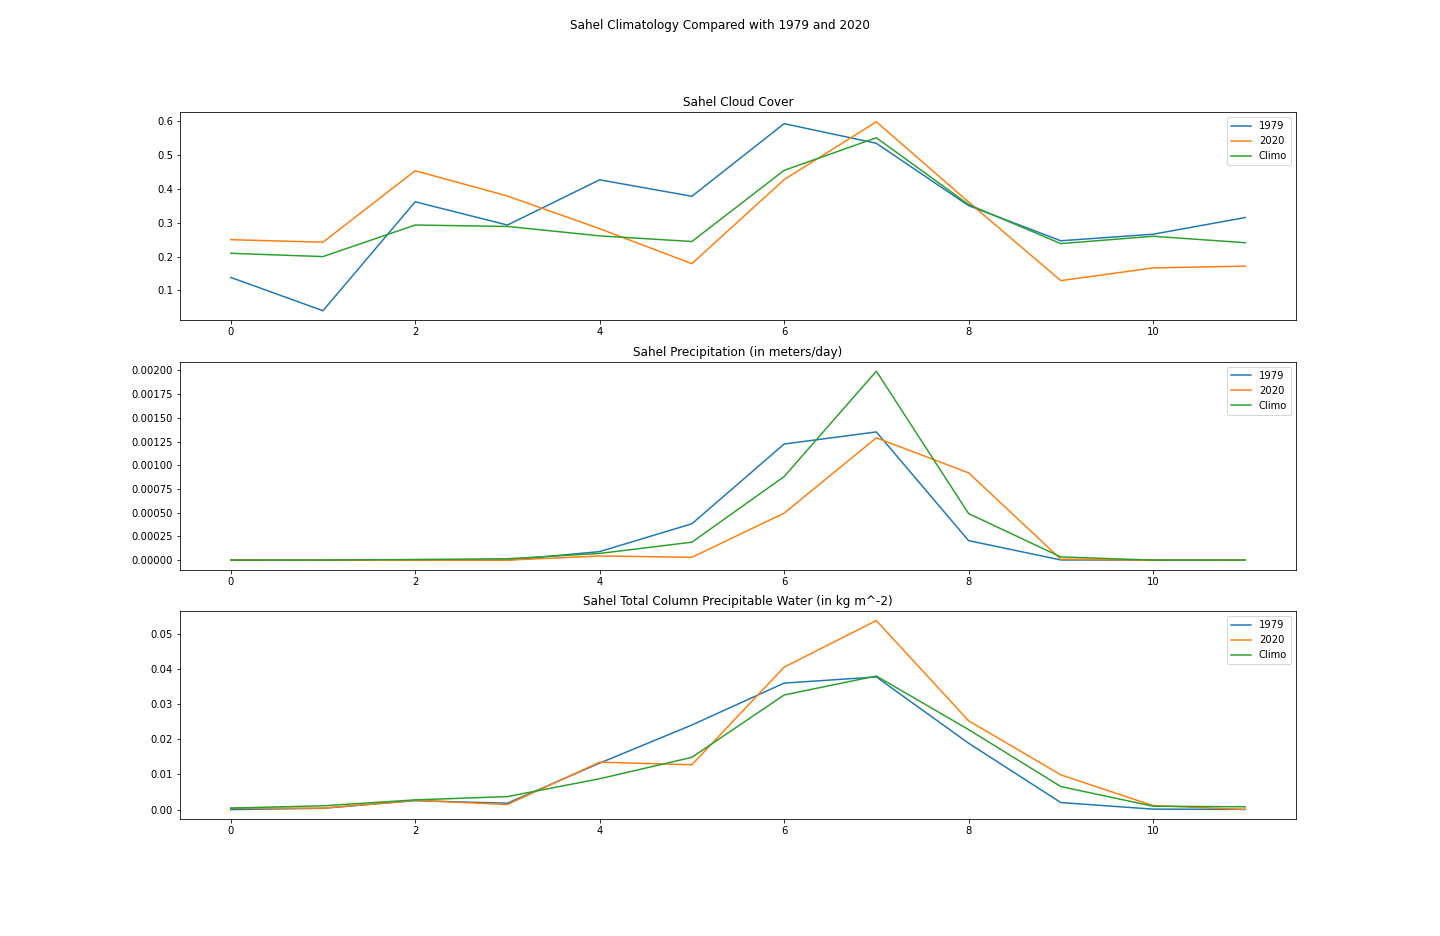 Sahel Climatology Compared with 1979 and 2020
Sahel Cloud Cover
0.6
0.5
0.4
0.3
0.2
0.1
0 2 4 6 8 10
1979
2020
Climo
Sahel Precipitation (in meters/day)
0.00200
0.00175
0.00150
0.00125
0.00100
0.00075
0.00050
0.00025
0.00000
0 2 4 6 8 10
1979
2020
Climo
Sahel Total Column Precipitable Water (in kg m^-2)
0.05
0.04
0.03
0.02
0.01
0.00
0 2 4 6 8 10
1979
2020
Climo